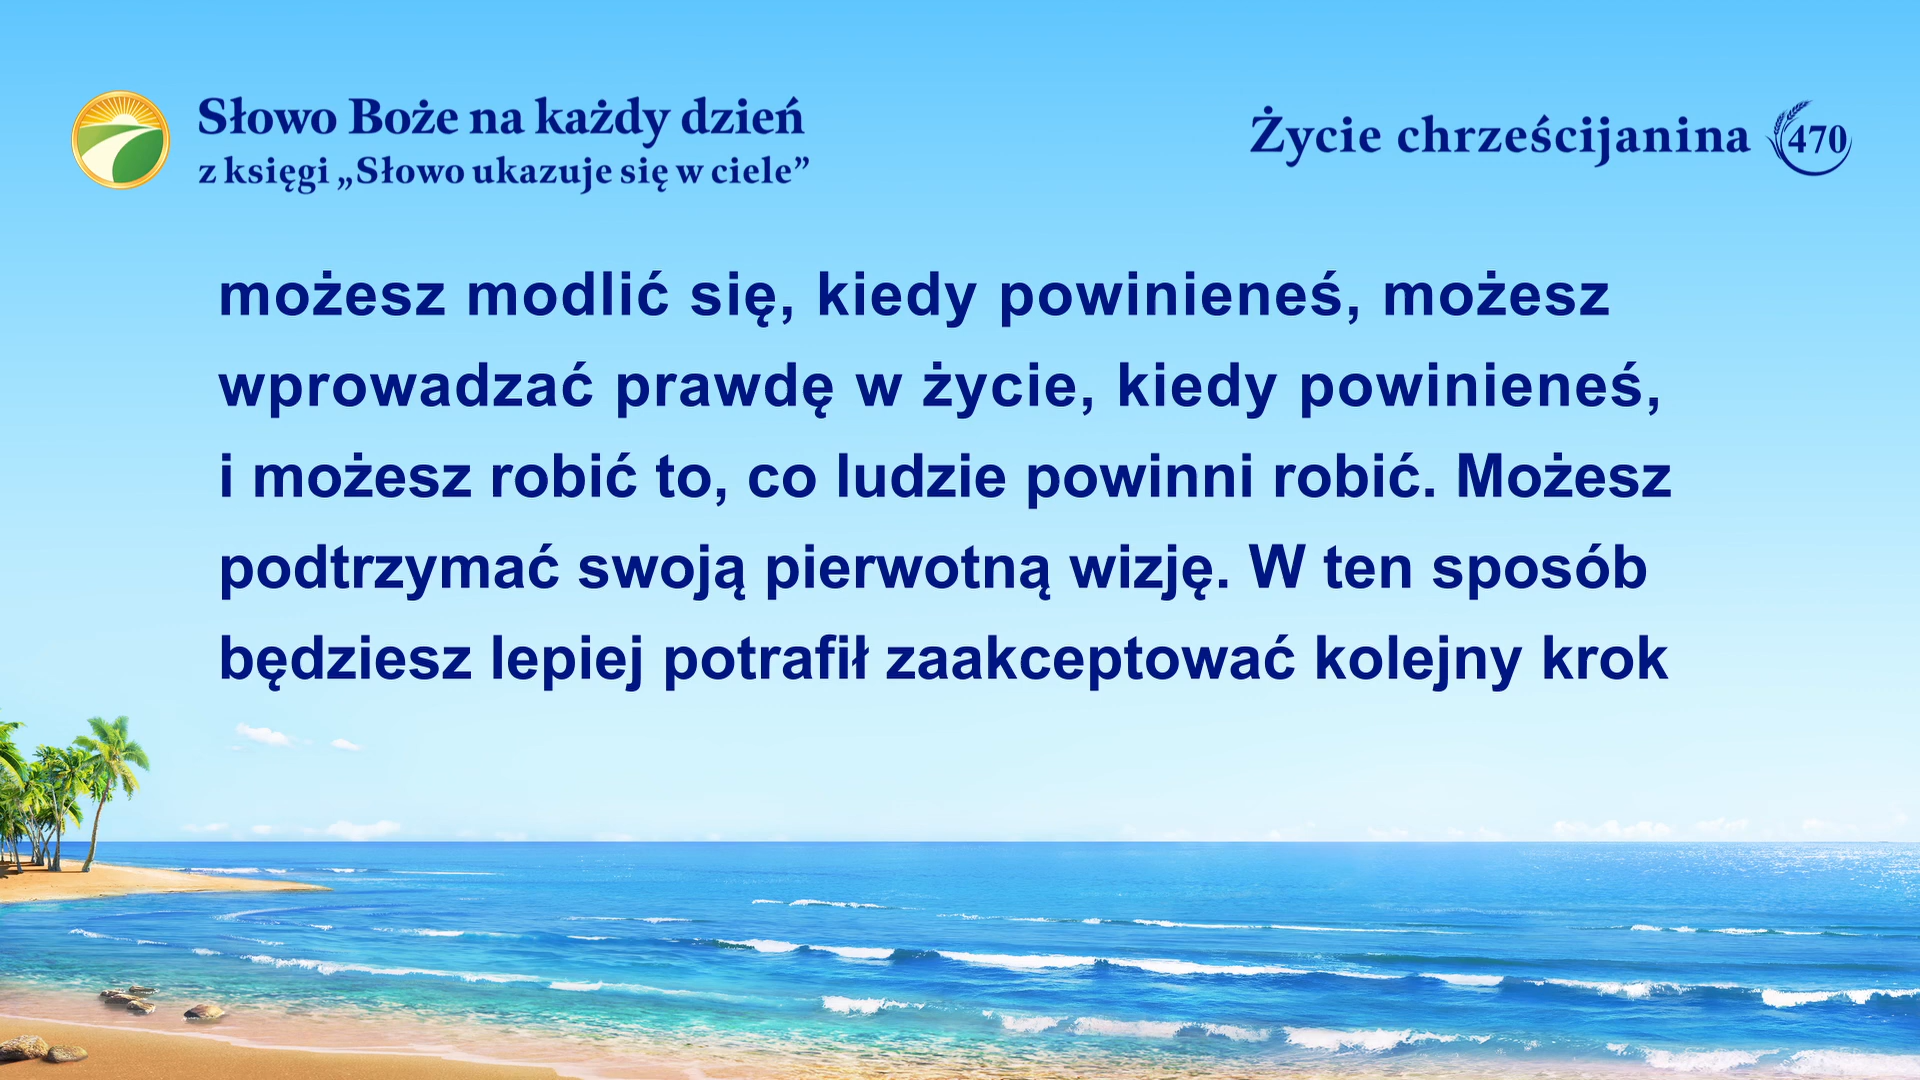 Słowo Boże na każdy dzień
z księgi „Słowo ukazuje się w ciele”
Życie chrześcijanina 470
możesz modlić się, kiedy powinieneś, możesz
wprowadzać prawdę w życie, kiedy powinieneś,
i możesz robić to, co ludzie powinni robić. Możesz
podtrzymać swoją pierwotną wizję. W ten sposób
będziesz lepiej potrafił zaakceptować kolejny krok